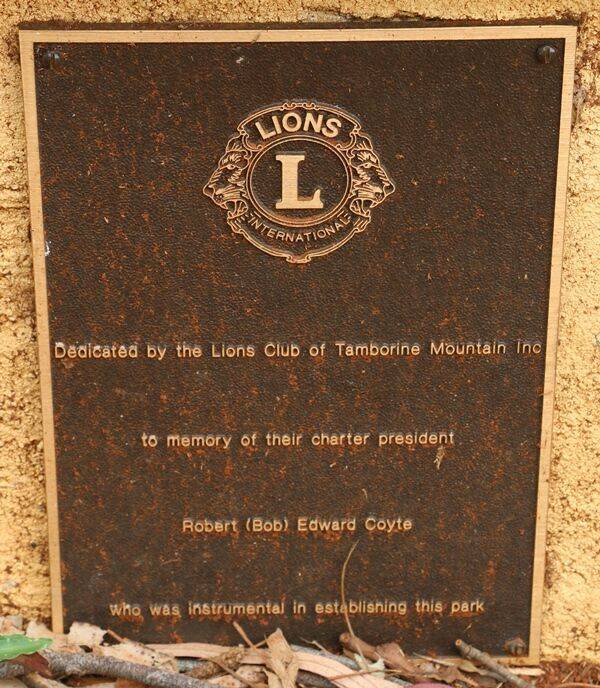 LIONS
L
INTERNATIONAL
Dedicated by the Lions Club of Tamborine Mountain Inc
to memory of their charter president
Robert (Bob) Edward Coyte
who was instrumental in establishing this park